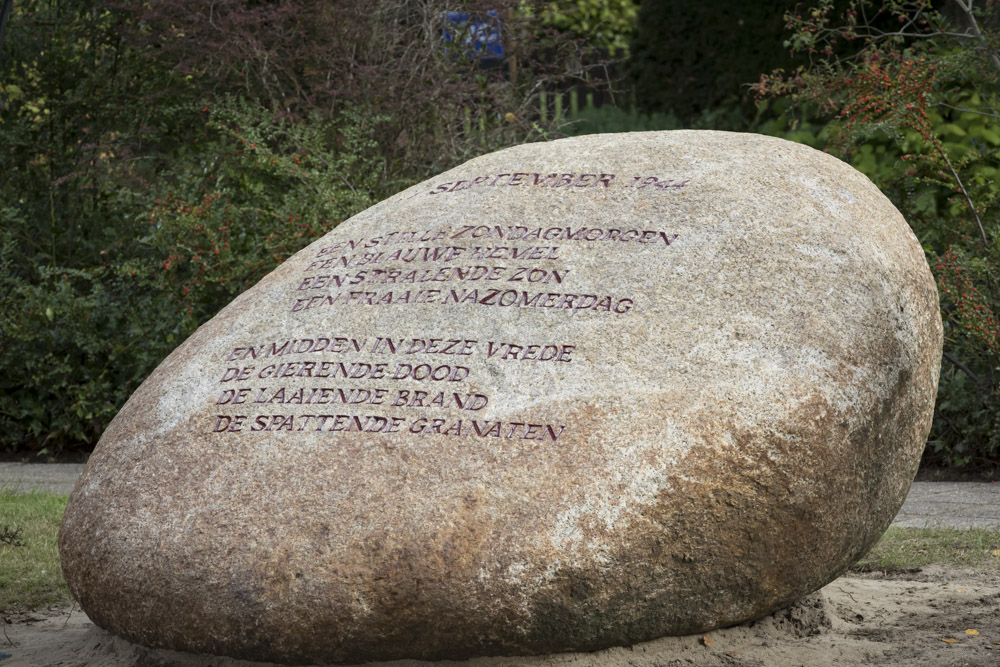 SEPTEMBER 1944
EEN STILLE ZONDAGMORGEN
EEN BLAUWE HEMEL
EEN STRALENDE ZON
EEN FRAAIE NAZOMERDAG
EN MIDDEN IN DEZE VREDE
DE GIERENDE DOOD
DE LAAIENDE BRAND
DE SPATTENDE GRANATEN